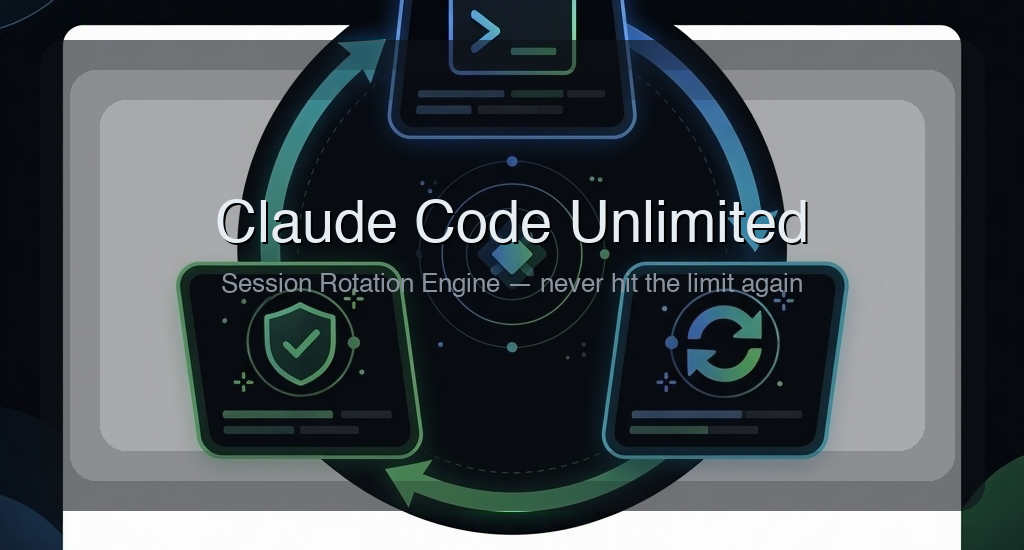 Claude Code Unlimited
Session Rotation Engine — never hit the limit again